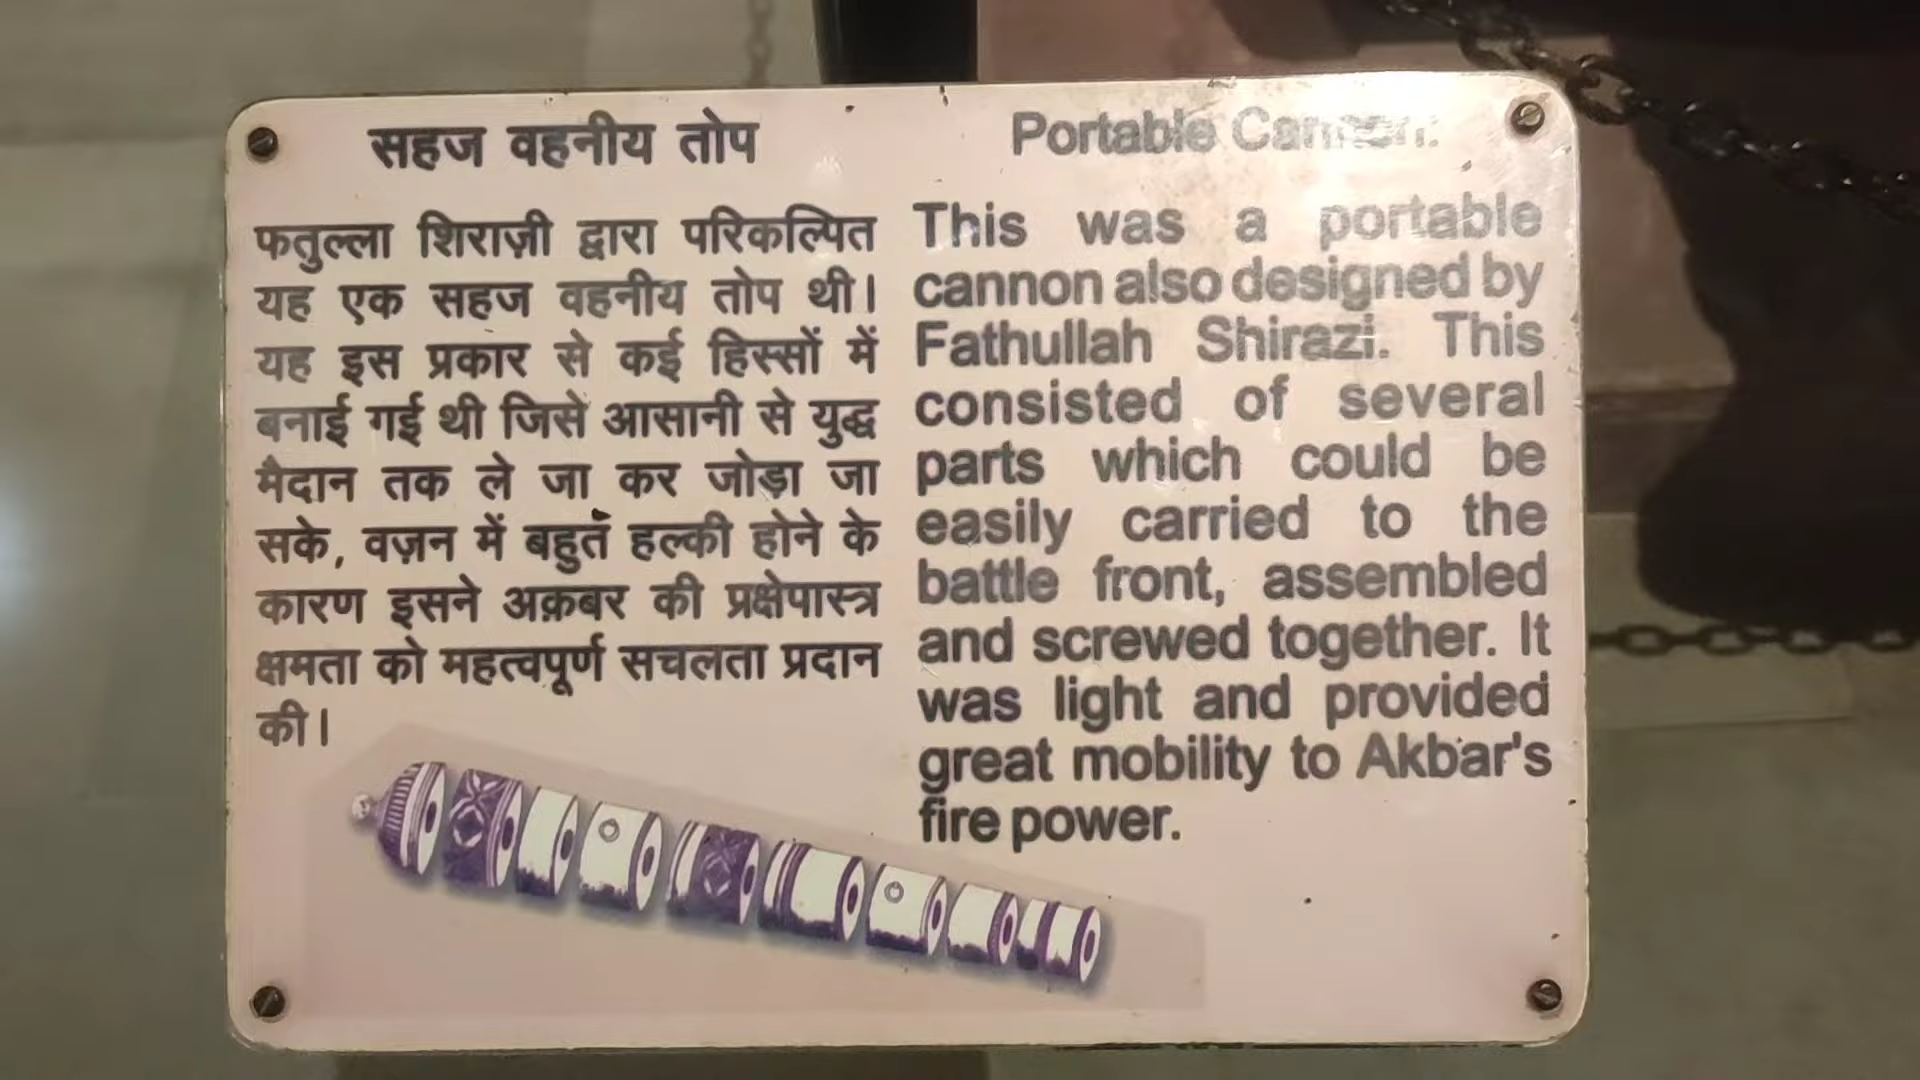 सहज वहनीय तोप
फतुल्ला शिराज़ी द्वारा परिकल्पित
यह एक सहज वहनीय तोप थी।
यह इस प्रकार से कई हिस्सों में
बनाई गई थी जिसे आसानी से युद्ध
मैदान तक ले जा कर जोड़ा जा
सके, वज़न में बहुत हल्की होने के
कारण इसने अक़बर की प्रक्षेपास्त्र
क्षमता को महत्वपूर्ण सचलता प्रदान
की।
Portable Cannon:
This was a portable
cannon also designed by
Fathullah Shirazi. This
consisted of several
parts which could be
easily carried to the
battle front, assembled
and screwed together. It
was light and provided
great mobility to Akbar's
fire power.